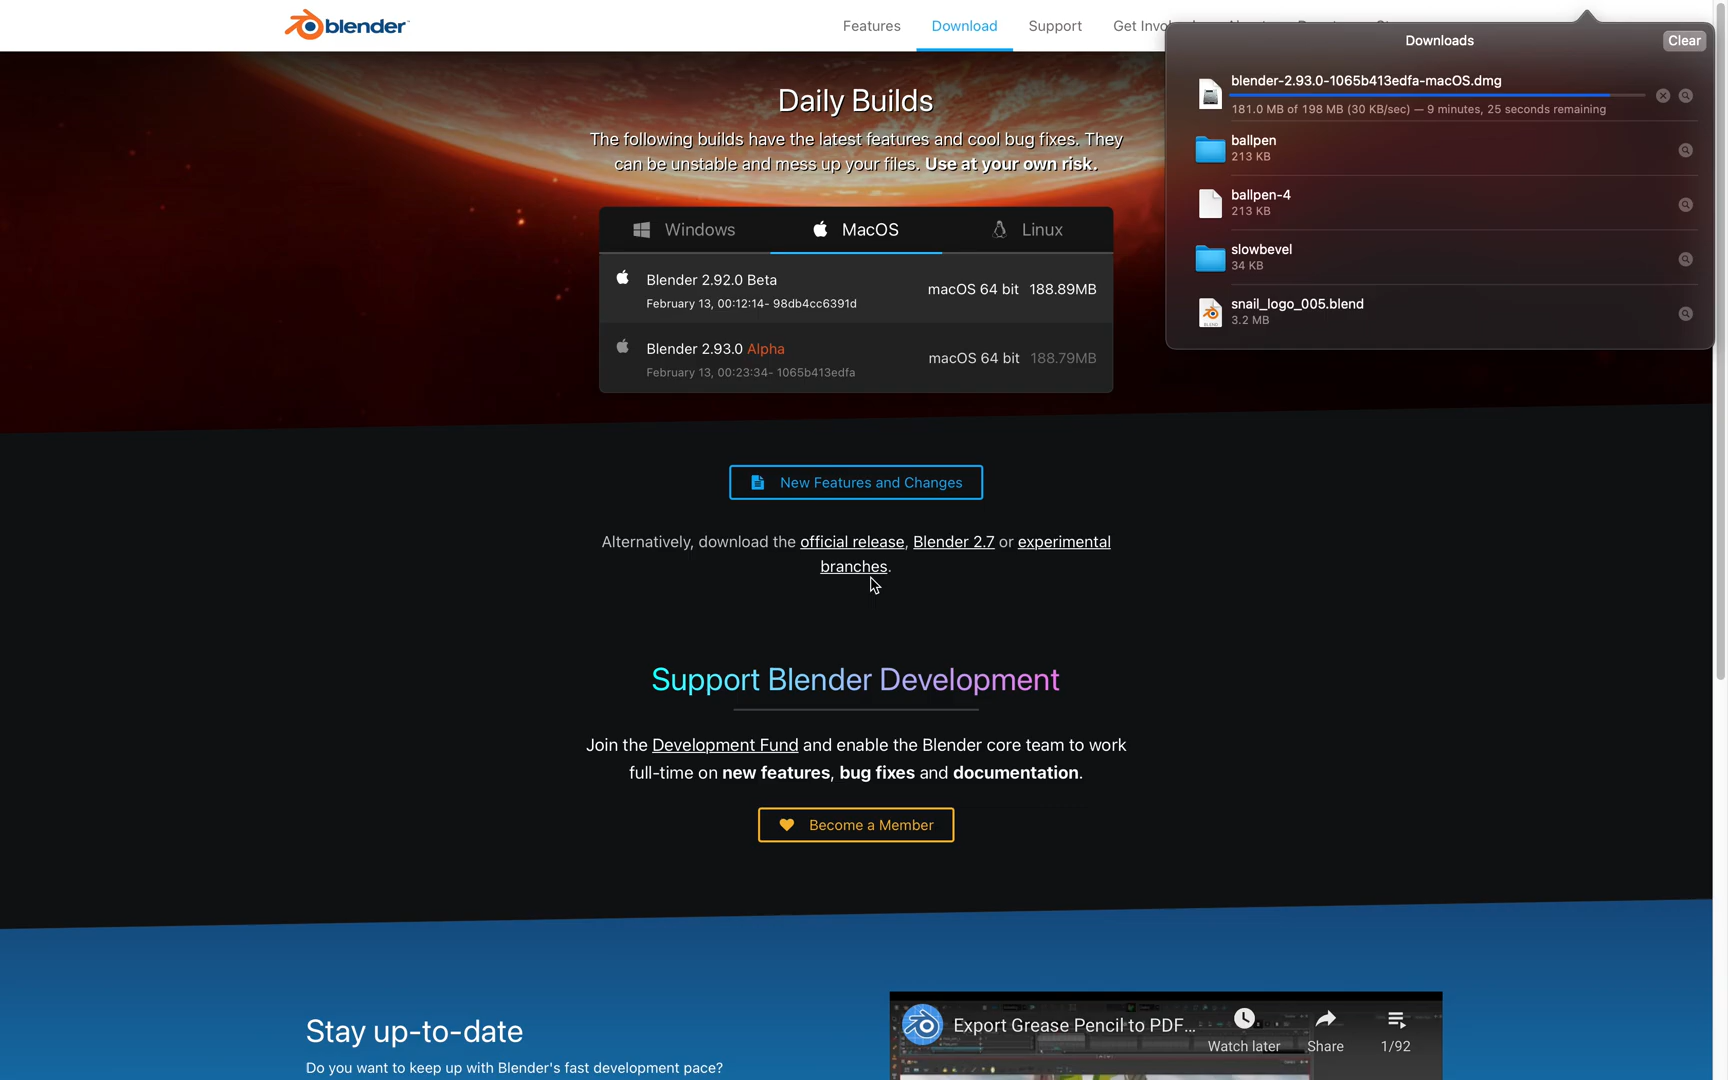 blender
Features
Download
Support
Downloads
Clear
blender-2.93.0-1065b413edfa-macOS.dmg
181.0 MB of 198 MB (30 KB/sec) — 9 minutes, 25 seconds remaining
ballpen
213 KB
ballpen-4
213 KB
slowbevel
34 KB
snail_logo_005.blend
3.2 MB
Daily Builds
The following builds have the latest features and cool bug fixes. They
can be unstable and mess up your files. Use at your own risk.
Windows
MacOS
Linux
Blender 2.92.0 Beta
February 13, 00:12:14- 98db4cc6391d
macOS 64 bit 188.89MB
Blender 2.93.0 Alpha
February 13, 00:23:34- 1065b413edfa
macOS 64 bit 188.79MB
New Features and Changes
Alternatively, download the official release, Blender 2.7 or experimental
branches.
Support Blender Development
Join the Development Fund and enable the Blender core team to work
full-time on new features, bug fixes and documentation.
Become a Member
Stay up-to-date
Do you want to keep up with Blender's fast development pace?
Export Grease Pencil to PDF...
Watch later
Share
1/92